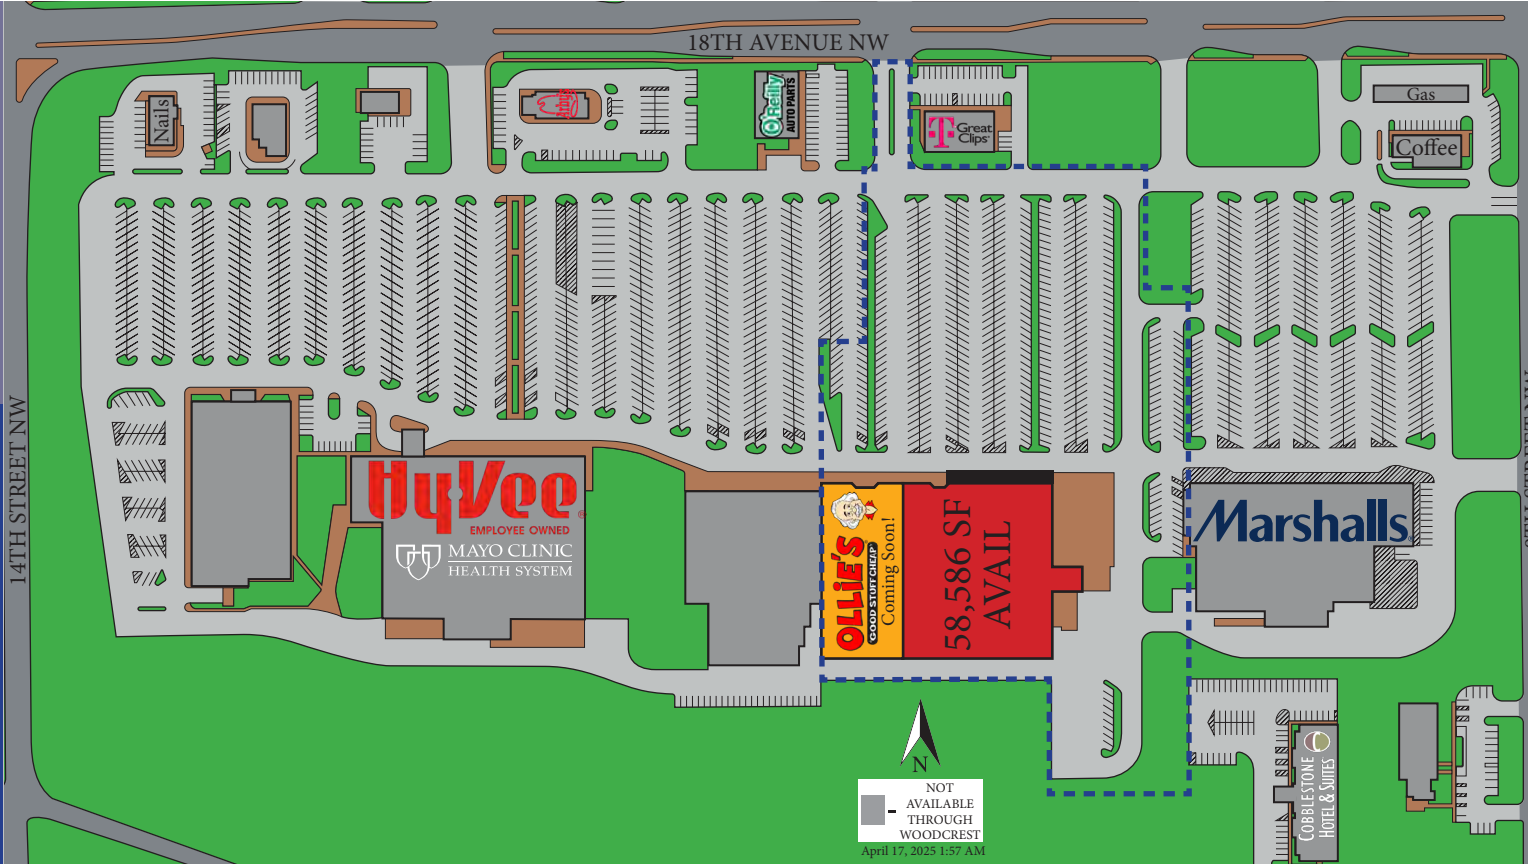 18TH AVENUE NW
Nails
Arby's
O'Reilly
AUTO PARTS
T
Great
Clips®
Gas
Coffee
14TH STREET NW
HyVee®
EMPLOYEE OWNED
MAYO CLINIC
HEALTH SYSTEM
OLLiE'S
"GOOD STUFF CHEAP"
Coming Soon!
58,586 SF
AVAIL
Marshalls®
N
NOT
AVAILABLE
THROUGH
WOODCREST
-
April 17, 2025 1:57 AM
COBBLESTONE
HOTEL & SUITES